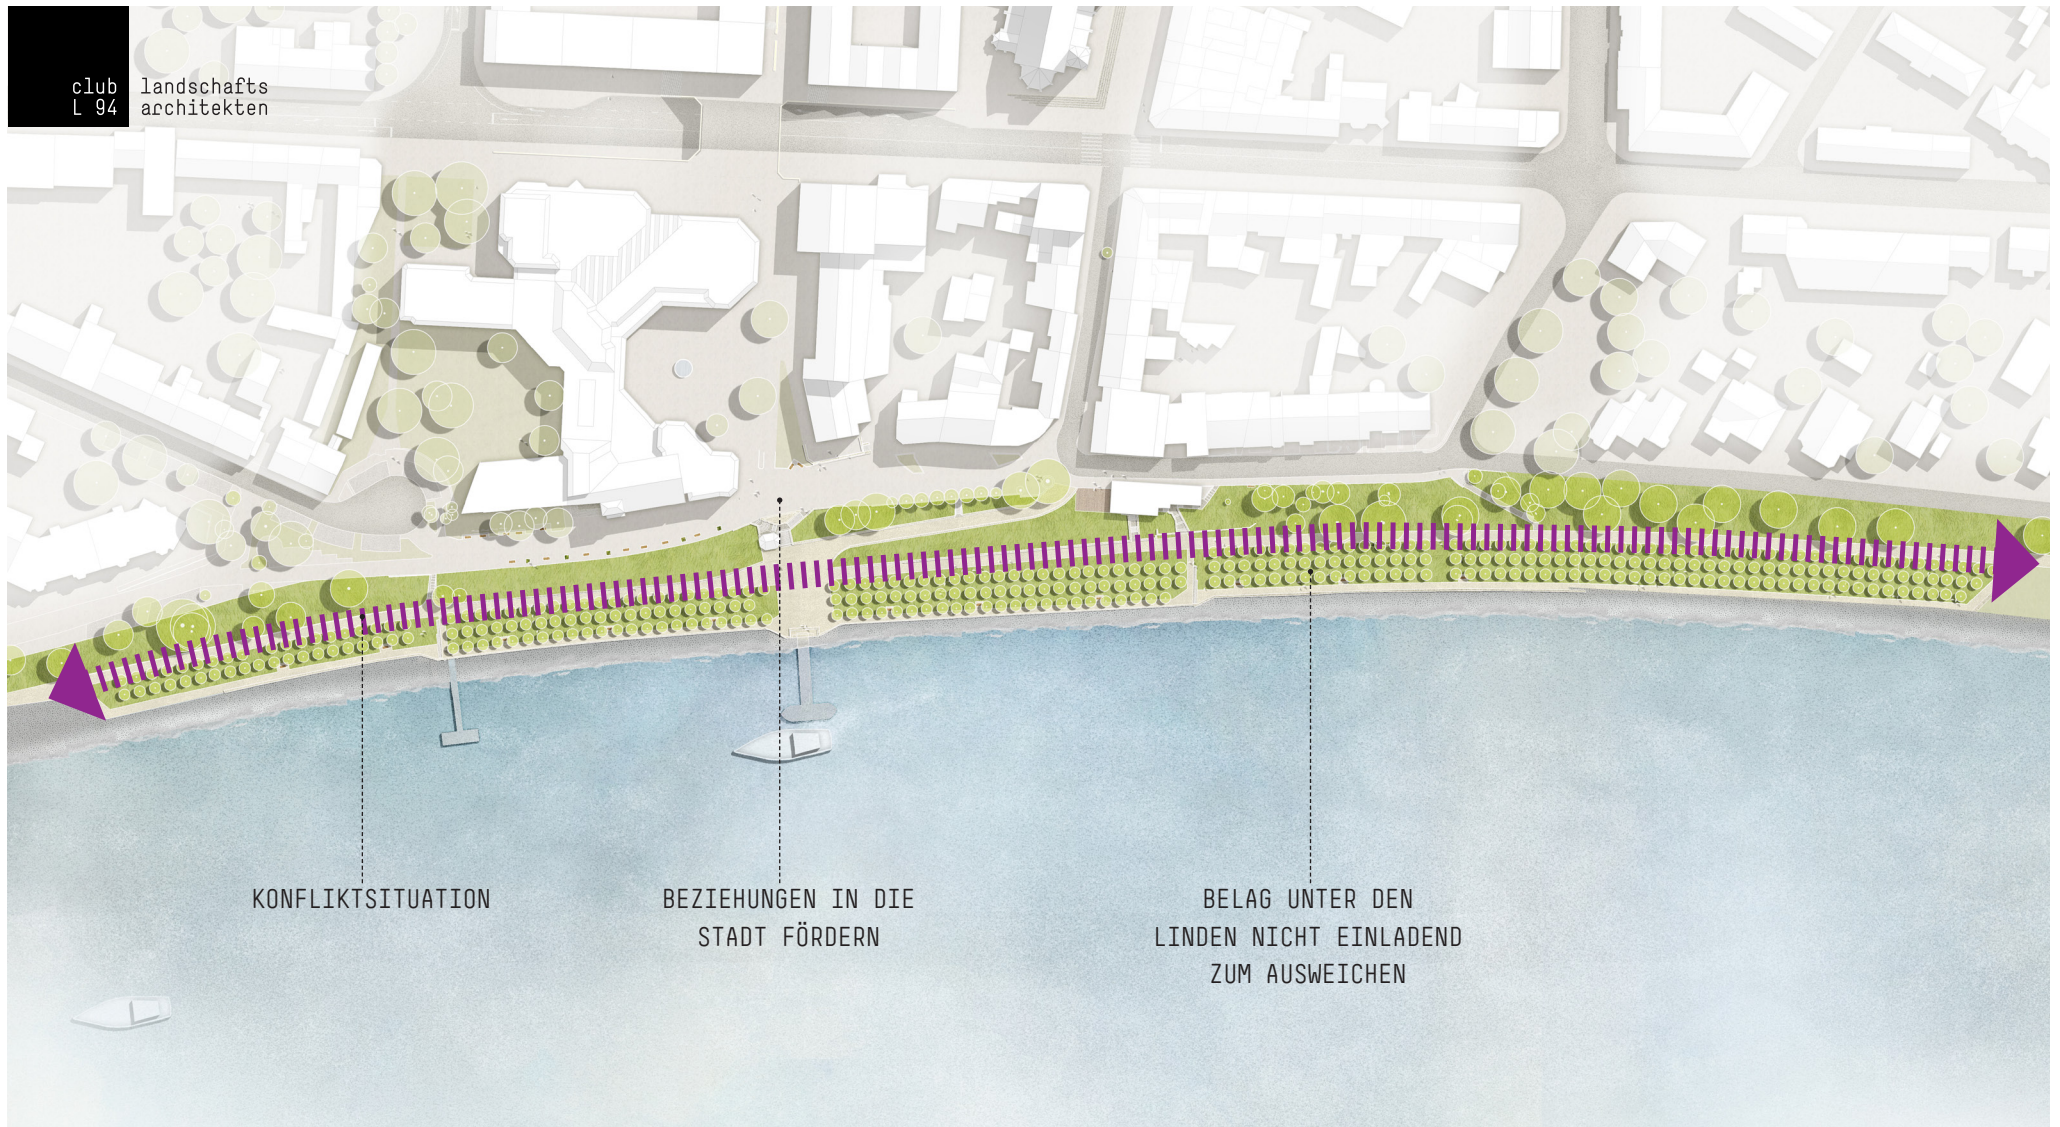 club landschafts
L 94 architekten
KONFLIKTSITUATION
BEZIEHUNGEN IN DIE
STADT FÖRDERN
BELAG UNTER DEN
LINDEN NICHT EINLADEND
ZUM AUSWEICHEN